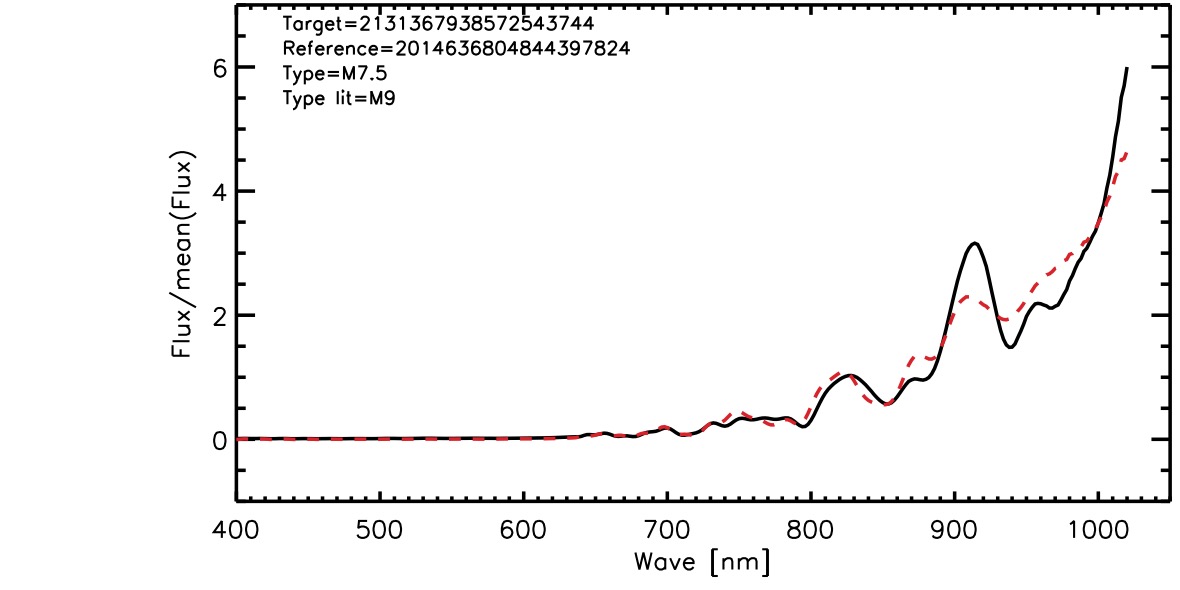 Target=2131367938572543744
Reference=2014636804844397824
Type=M7.5
Type lit=M9
6
4
2
0
Flux/mean(Flux)
400 500 600 700 800 900 1000
Wave [nm]